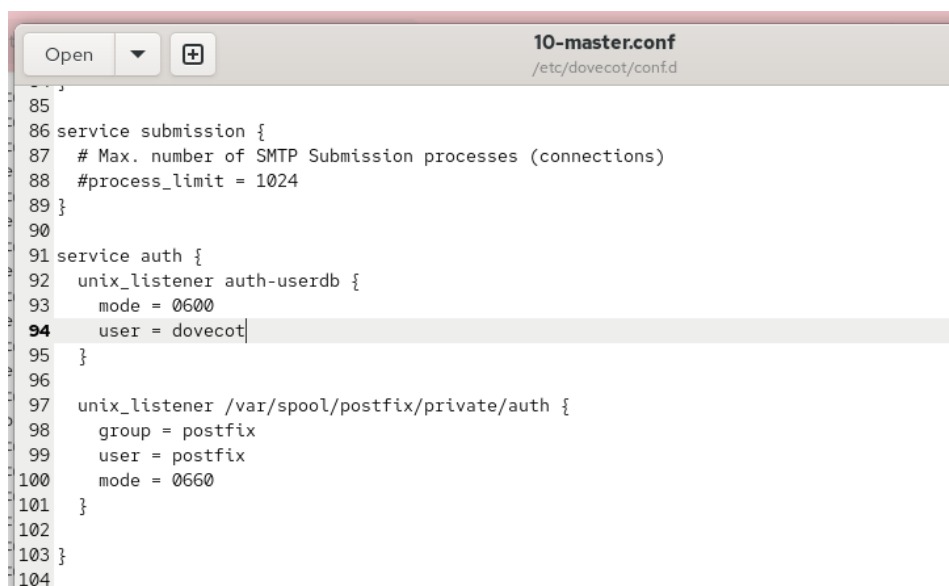 Open
10-master.conf
/etc/dovecot/conf.d
85
86 service submission {
87   # Max. number of SMTP Submission processes (connections)
88   #process_limit = 1024
89 }
90
91 service auth {
92   unix_listener auth-userdb {
93     mode = 0600
94     user = dovecot
95   }
96
97   unix_listener /var/spool/postfix/private/auth {
98     group = postfix
99     user = postfix
100     mode = 0660
101   }
102
103 }
104